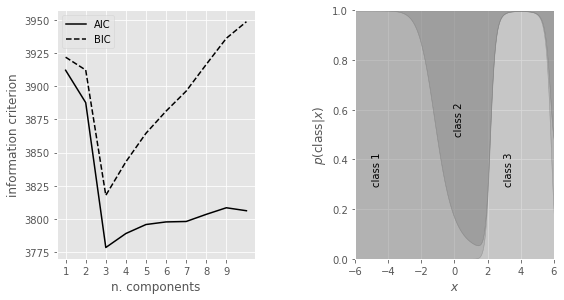 AIC
BIC
3950
3925
3900
3875
3850
3825
3800
3775
information criterion
1 2 3 4 5 6 7 8 9
n. components
1.0
0.8
0.6
0.4
0.2
0.0
p(class|x)
class 1
class 2
class 3
−6 −4 −2 0 2 4 6
x